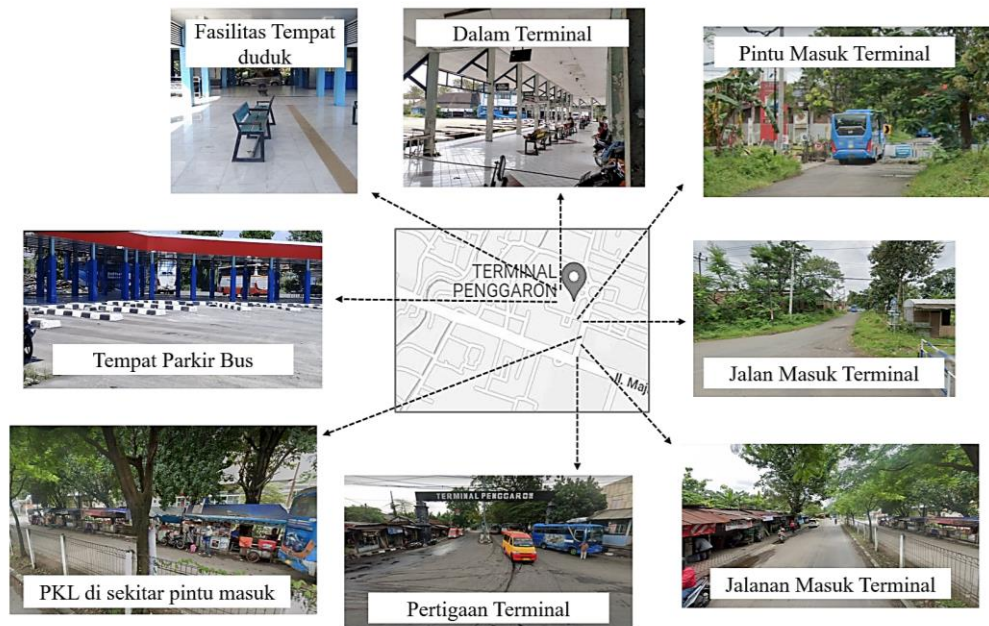 Fasilitas Tempat
duduk
Dalam Terminal
Pintu Masuk Terminal
TERMINAL
PENGGARON
Jl. Maj
Tempat Parkir Bus
Jalan Masuk Terminal
TERMINAL PENGGARON
PKL di sekitar pintu masuk
Pertigaan Terminal
Jalanan Masuk Terminal